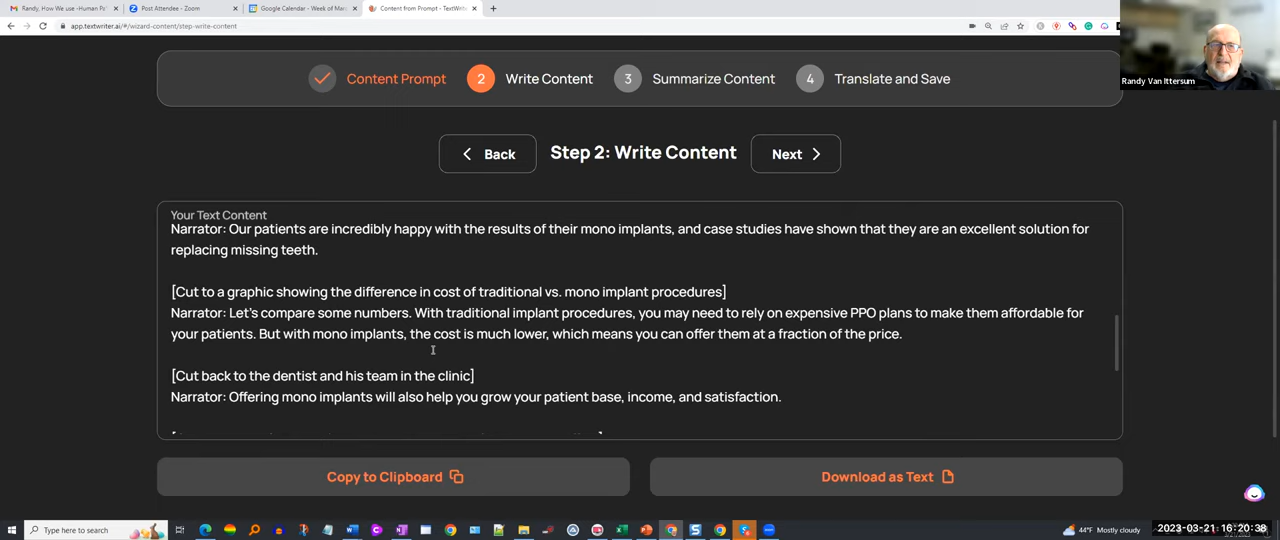 Randy, How We use -Human Pa
Post Attendee - Zoom
Google Calendar - Week of Mar
Content from Prompt - TextWrite
app.textwriter.ai/#/wizard-content/step-write-content
Randy Van Ittersum
Content Prompt
2 Write Content
3 Summarize Content
4 Translate and Save
Back
Step 2: Write Content
Next
Your Text Content
Narrator: Our patients are incredibly happy with the results of their mono implants, and case studies have shown that they are an excellent solution for
replacing missing teeth.
[Cut to a graphic showing the difference in cost of traditional vs. mono implant procedures]
Narrator: Let's compare some numbers. With traditional implant procedures, you may need to rely on expensive PPO plans to make them affordable for
your patients. But with mono implants, the cost is much lower, which means you can offer them at a fraction of the price.
[Cut back to the dentist and his team in the clinic]
Narrator: Offering mono implants will also help you grow your patient base, income, and satisfaction.
Copy to Clipboard
Download as Text
Type here to search
44°F Mostly cloudy
2023-03-21 16:20:38